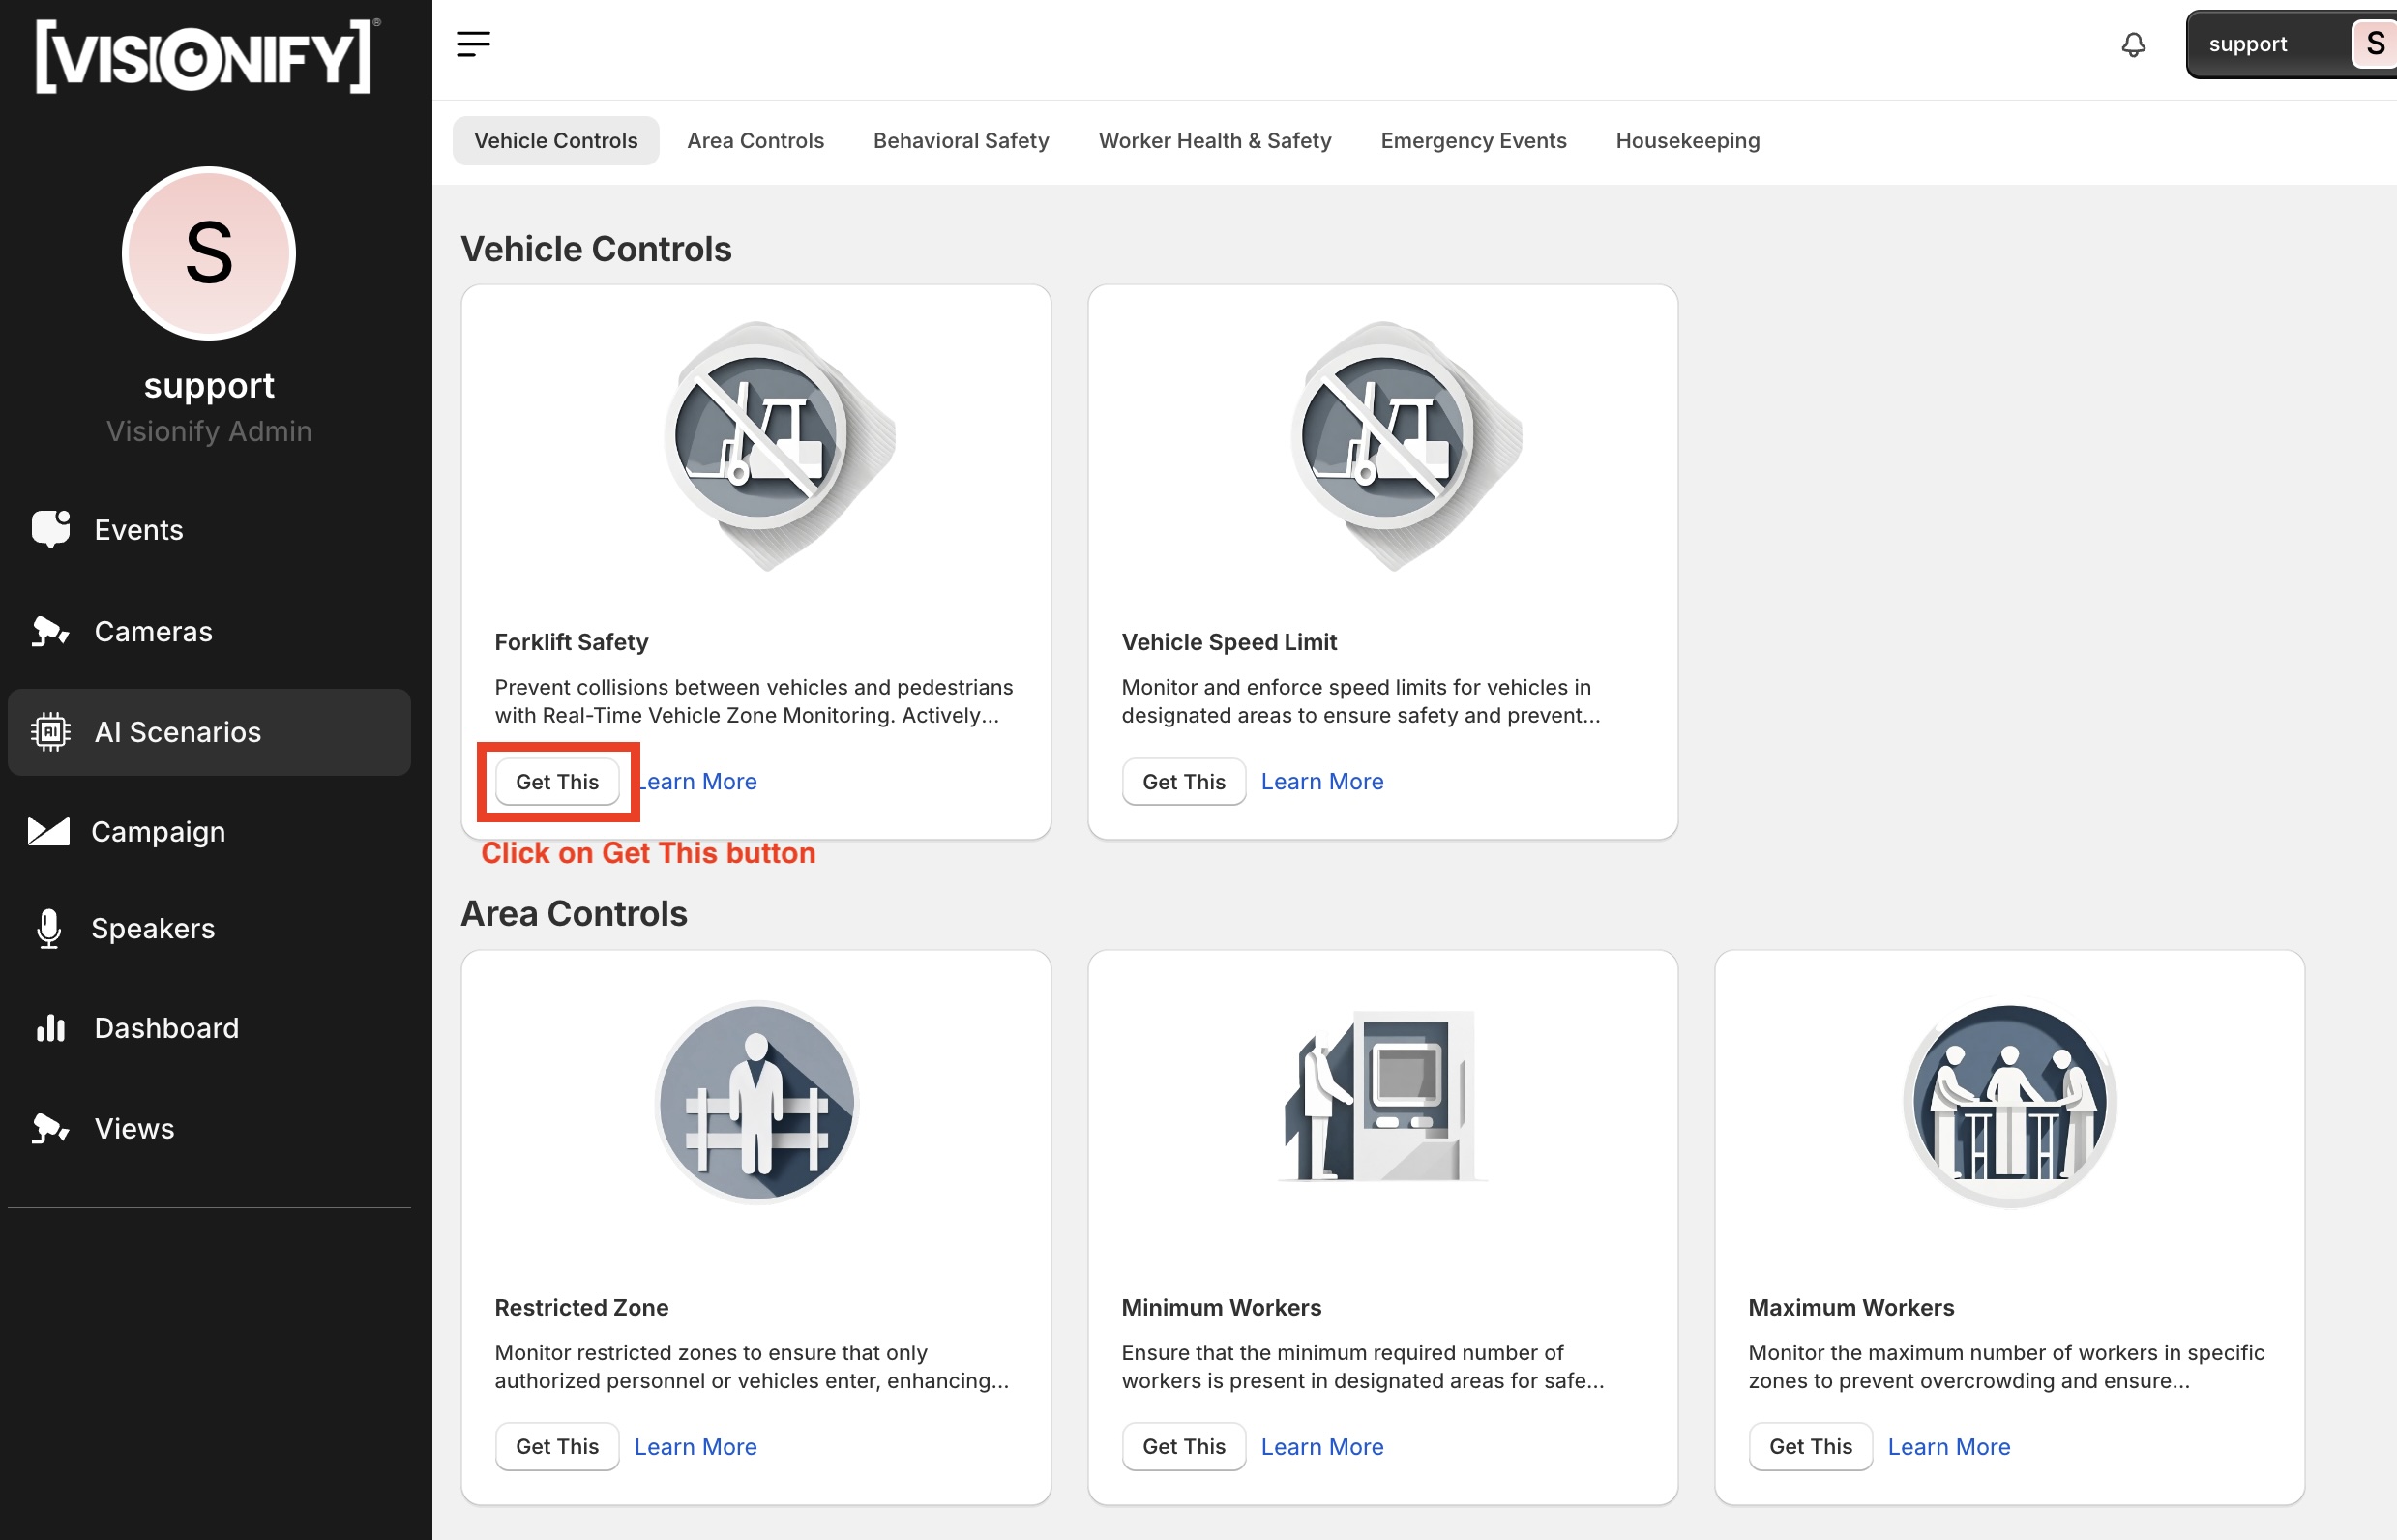 [VISIONIFY]®
support
S
Vehicle Controls
Area Controls
Behavioral Safety
Worker Health & Safety
Emergency Events
Housekeeping
S
support
Visionify Admin
Events
Cameras
AI
AI Scenarios
Campaign
Speakers
Dashboard
Views
Vehicle Controls
Forklift Safety
Prevent collisions between vehicles and pedestrians
with Real-Time Vehicle Zone Monitoring. Actively...
Get This
Learn More
Click on Get This button
Vehicle Speed Limit
Monitor and enforce speed limits for vehicles in
designated areas to ensure safety and prevent...
Get This
Learn More
Area Controls
Restricted Zone
Monitor restricted zones to ensure that only
authorized personnel or vehicles enter, enhancing...
Get This
Learn More
Minimum Workers
Ensure that the minimum required number of
workers is present in designated areas for safe...
Get This
Learn More
Maximum Workers
Monitor the maximum number of workers in specific
zones to prevent overcrowding and ensure...
Get This
Learn More